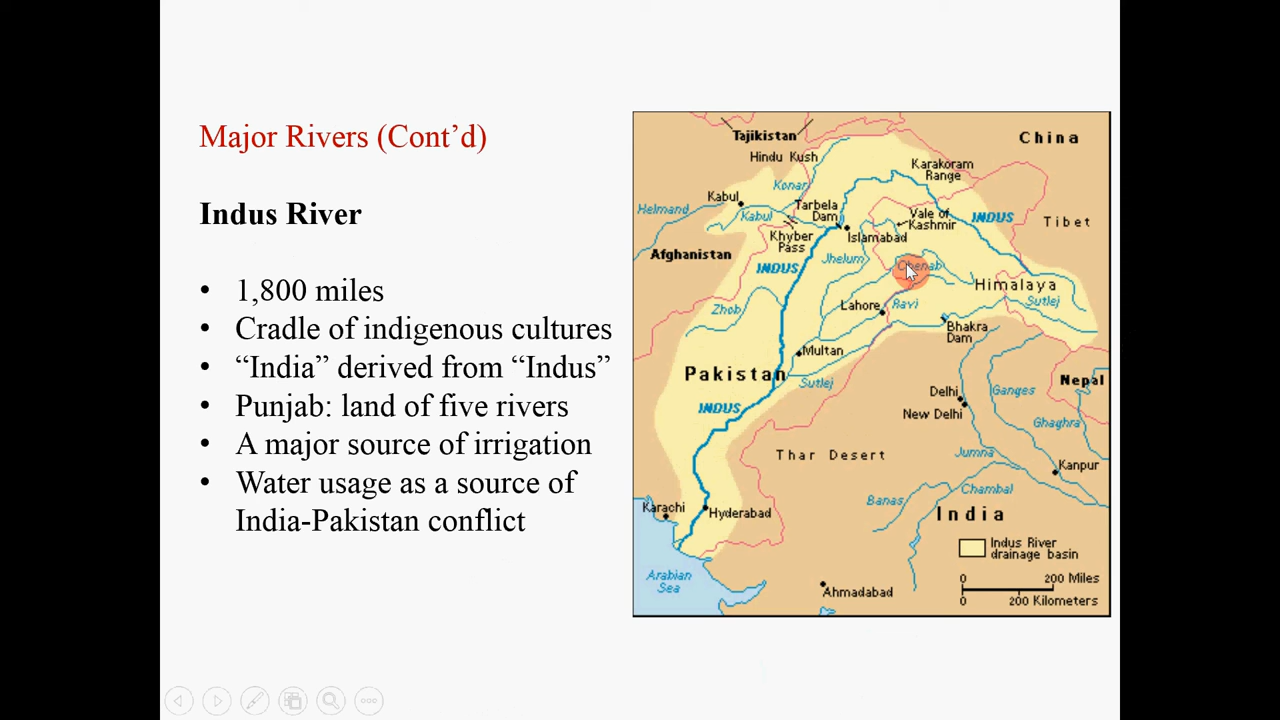 Major Rivers (Cont’d)
Indus River
• 1,800 miles
• Cradle of indigenous cultures
• “India” derived from “Indus”
• Punjab: land of five rivers
• A major source of irrigation
• Water usage as a source of
India-Pakistan conflict
Tajikistan
China
Hindu Kush
Karakoram
Range
Konar
Kabul
Helmand
Kabul
Tarbela
Dam
Vale of
Kashmir
INDUS
Tibet
Khyber
Pass
Islamabad
Afghanistan
INDUS
Jhelum
Chenab
Himalaya
Zhob
Lahore
Ravi
Sutlej
Bhakra
Dam
Multan
Pakistan
Sutlej
Nepal
Delhi
Ganges
INDUS
New Delhi
Ghaghra
Thar Desert
Jumna
Kanpur
Chambal
Banas
Karachi
Hyderabad
India
Indus River
drainage basin
Arabian
Sea
0 200 Miles
0 200 Kilometers
Ahmadabad